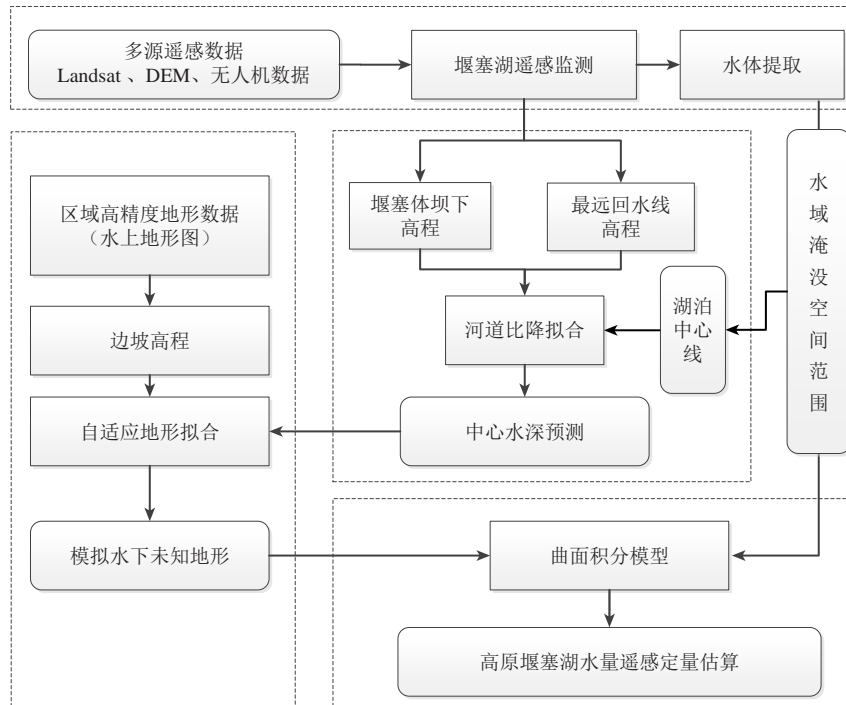 多源遥感数据
Landsat 、DEM、无人机数据
堰塞湖遥感监测
水体提取
区域高精度地形数据
（水上地形图）
边坡高程
自适应地形拟合
模拟水下未知地形
堰塞体坝下
高程
最远回水线
高程
河道比降拟合
湖泊
中心
线
中心水深预测
水
域
淹
没
空
间
范
围
曲面积分模型
高原堰塞湖水量遥感定量估算